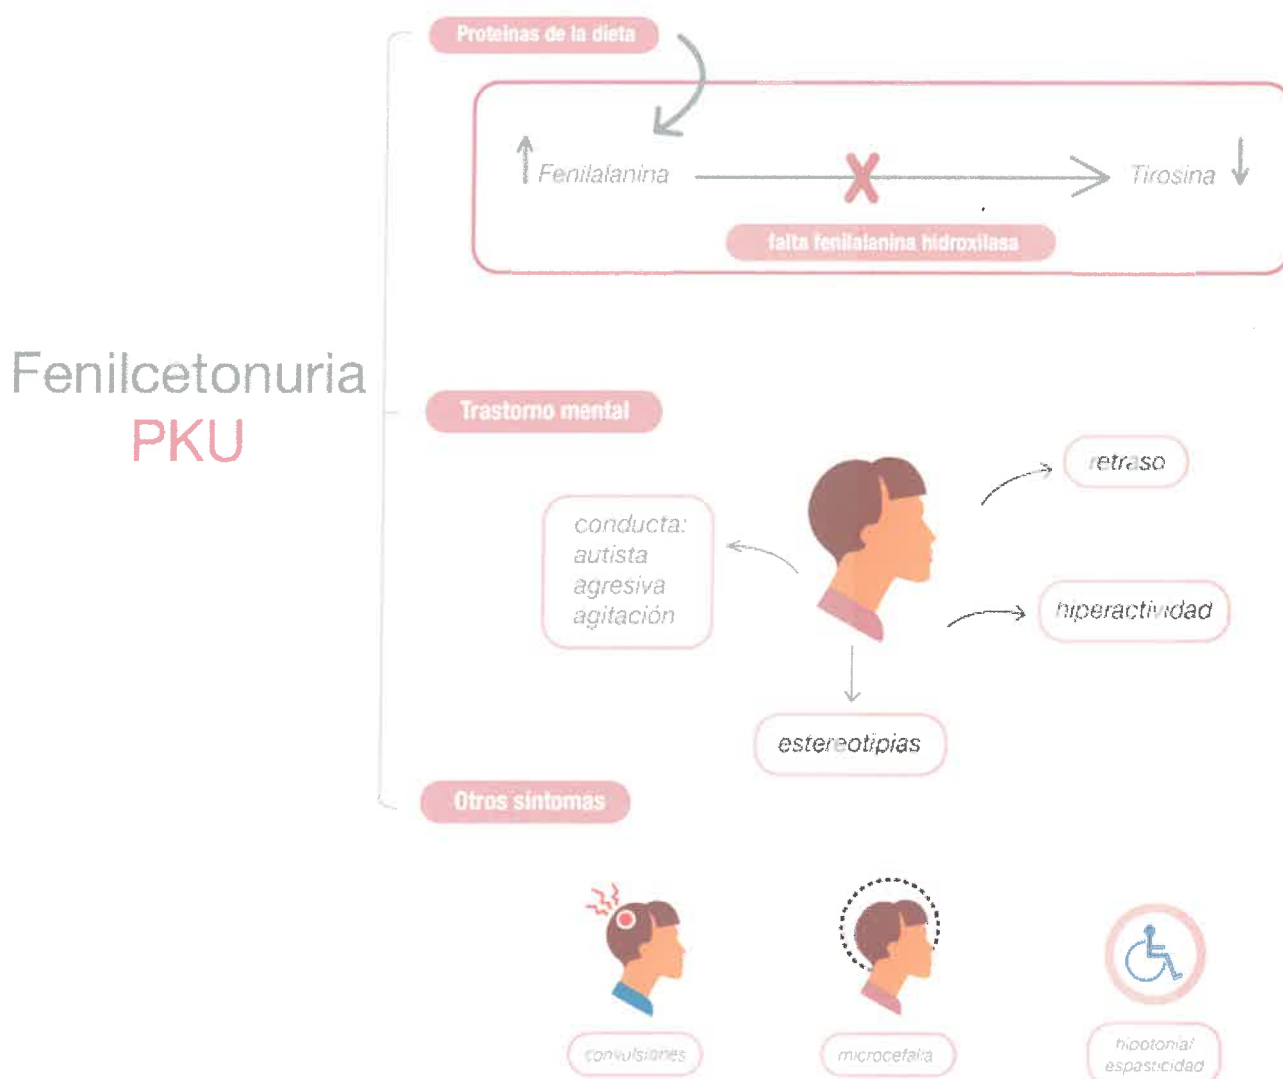 Proteinas de la dieta
Fenilalanina
Tirosina
falta fenilalanina hidroxilasa
Fenilcetonuria
PKU
Trastorno mental
retraso
conducta:
autista
agresiva
agitación
hiperactividad
estereotipias
Otros síntomas
convulsiones
microcefalia
hipotonia/
espasticidad